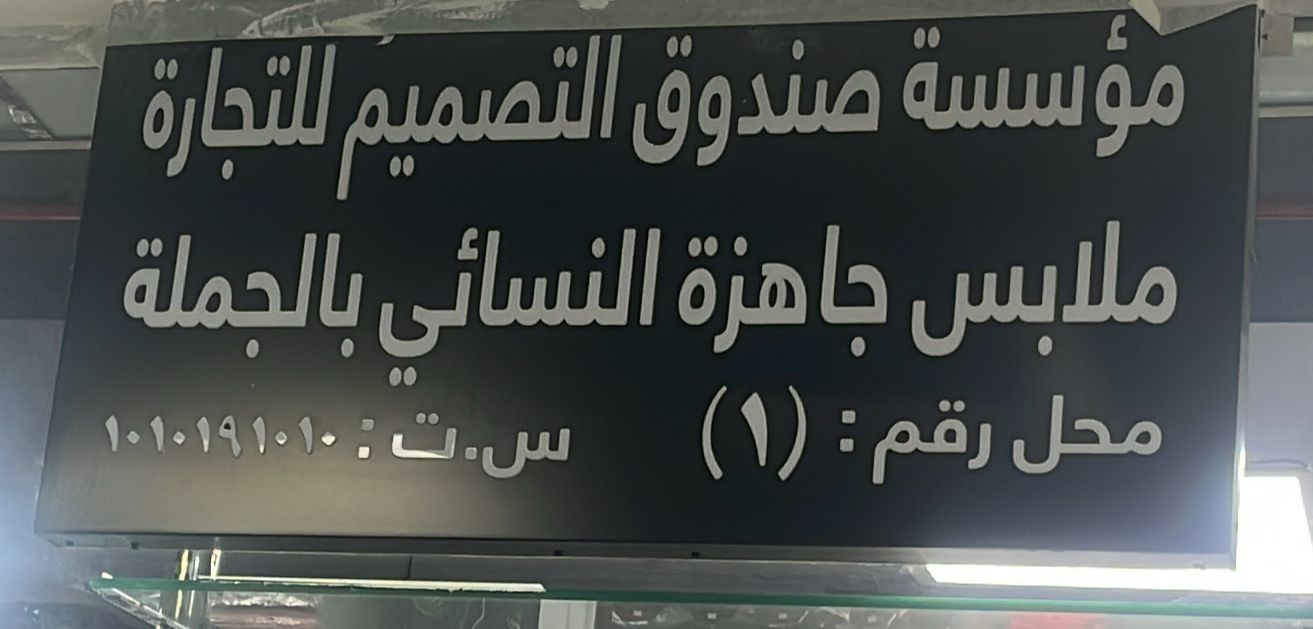 مؤسسة صندوق التصميم للتجارة
ملابس جاهزة النسائي بالجملة
محل رقم : (١) س.ت : ١٠١٠١٩١٠١٠